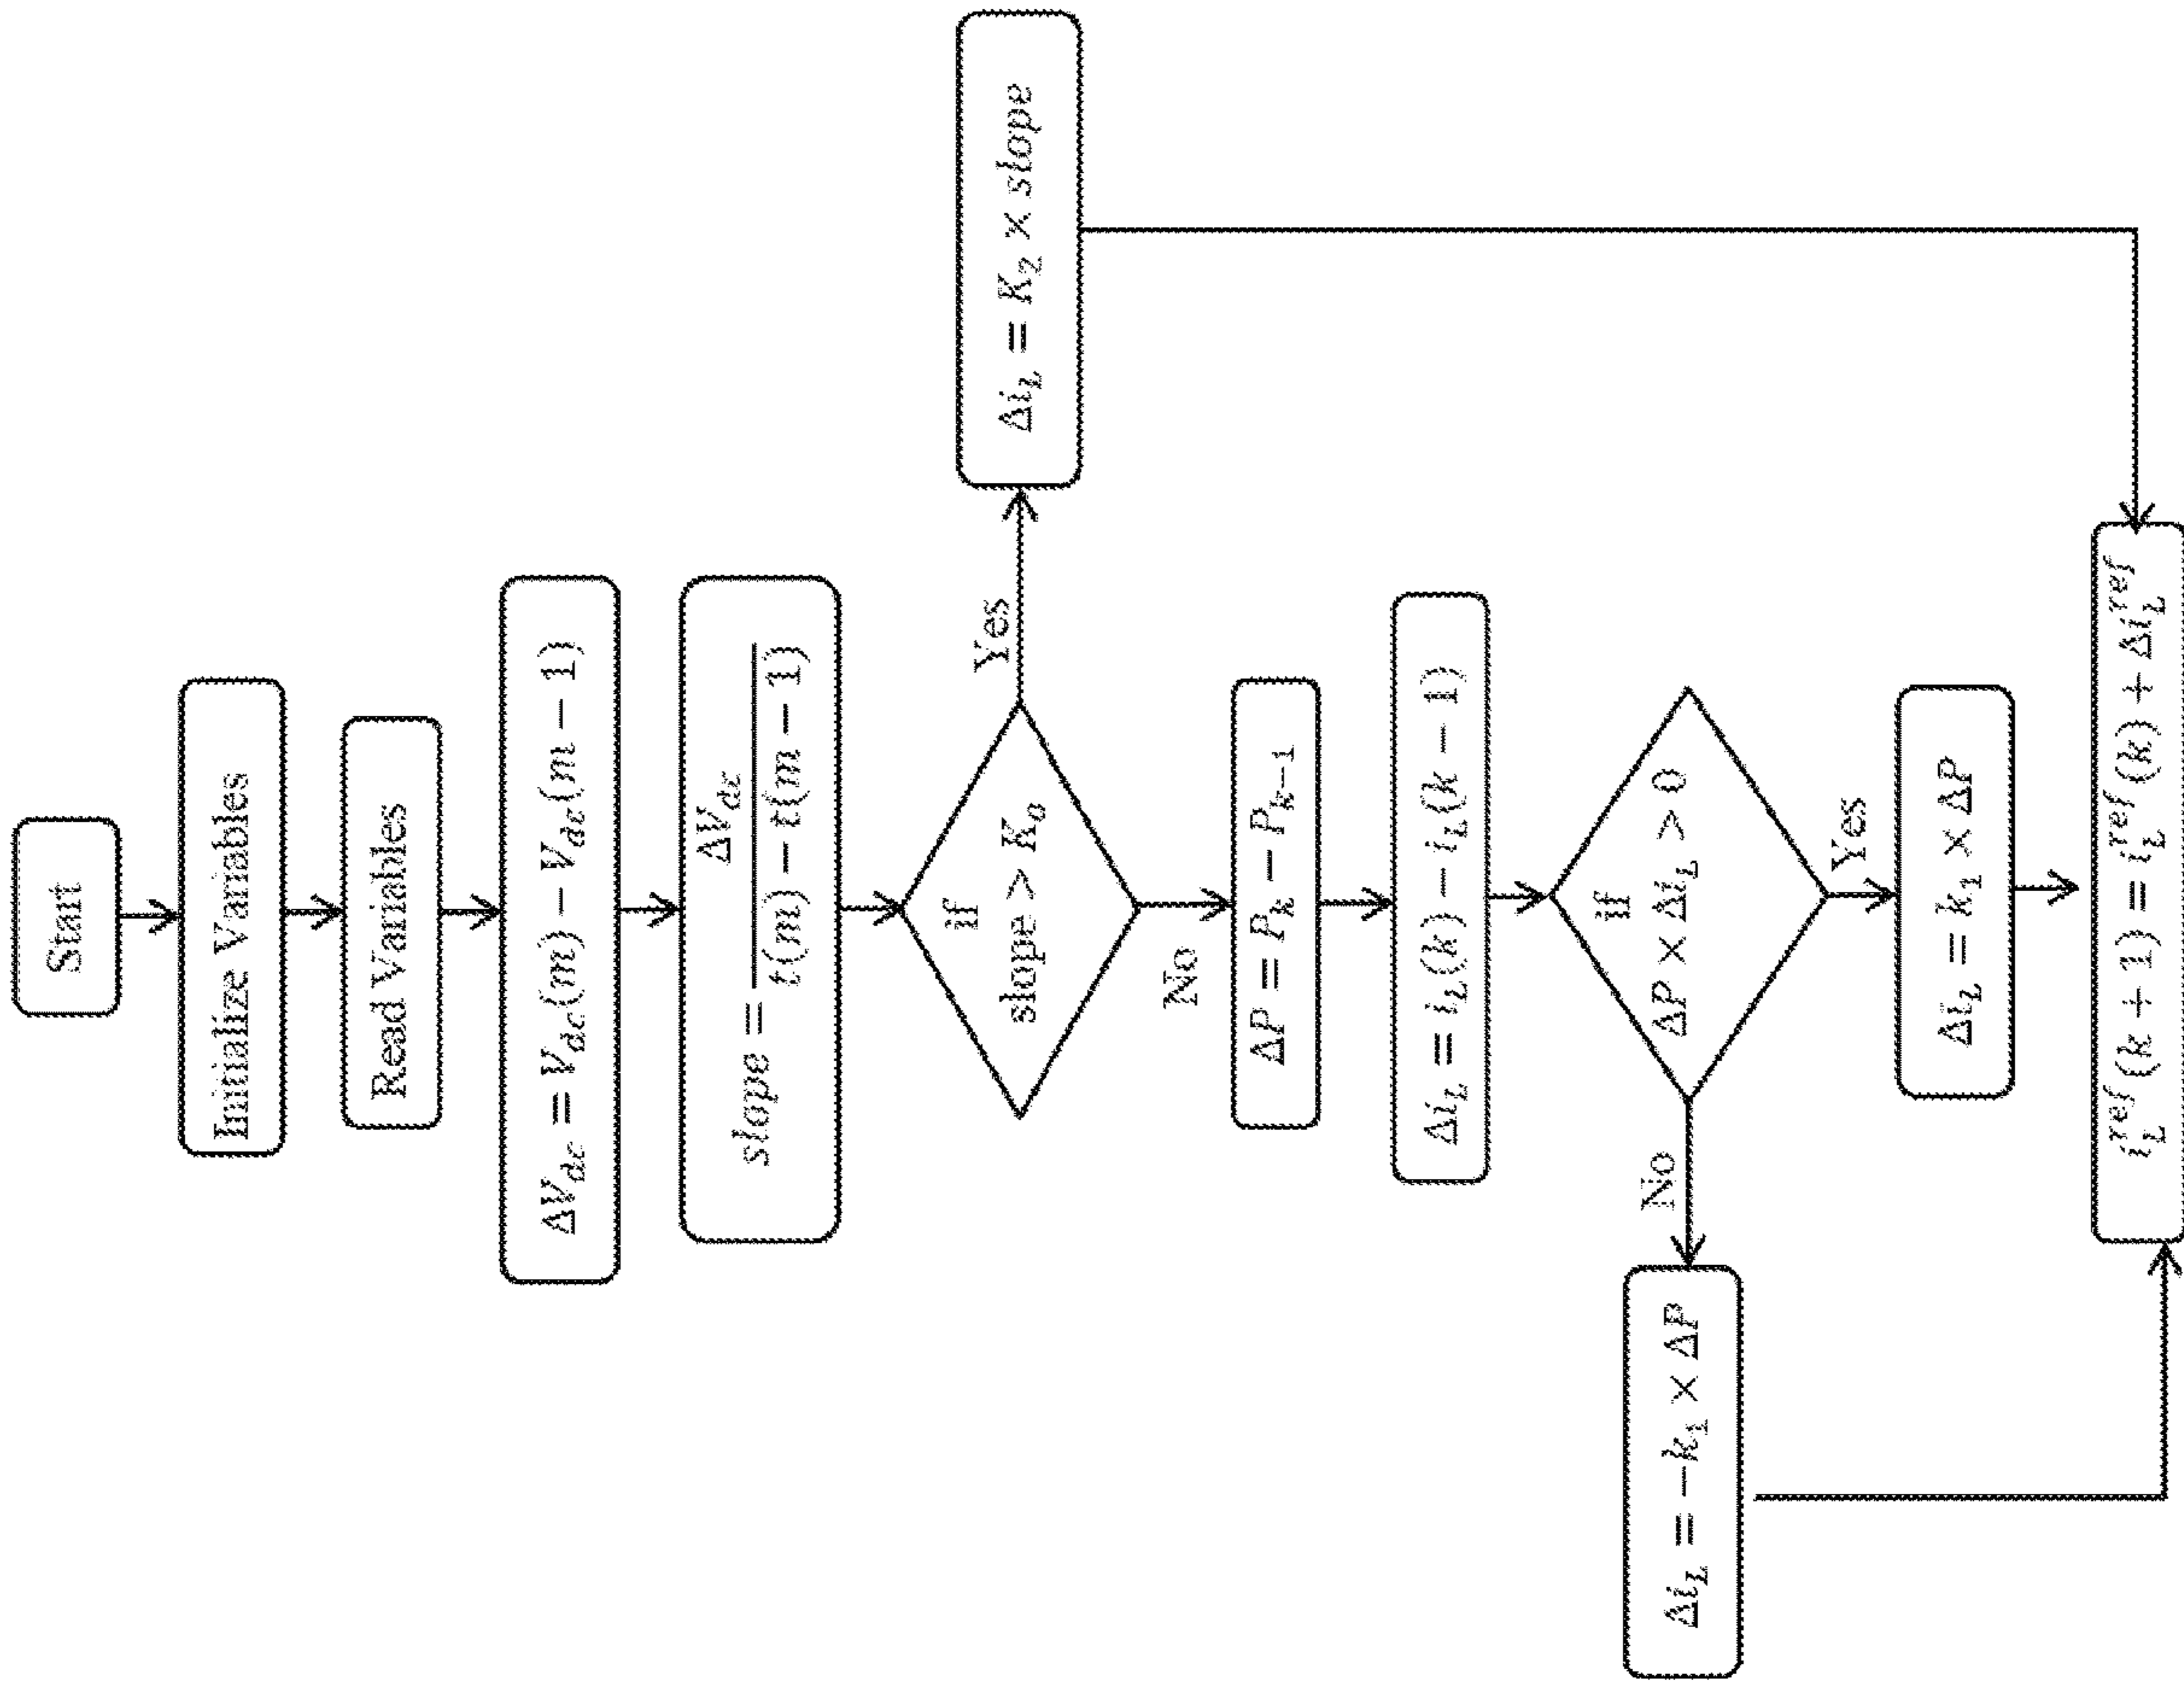 Start
Initialize Variables
Read Variables
ΔV_dc = V_dc(m) − V_dc(m − 1)
slope = ΔV_dc / t(m) − t(m − 1)
if
slope > K_o
Yes
Δi_L = K_2 × slope
No
ΔP = P_k − P_{k−1}
Δi_L = i_L(k) − i_L(k − 1)
if
ΔP × Δi_L > 0
No
Δi_L = −k_1 × ΔP
Yes
Δi_L = k_1 × ΔP
i_L^{ref}(k + 1) = i_L^{ref}(k) + Δi_L^{ref}